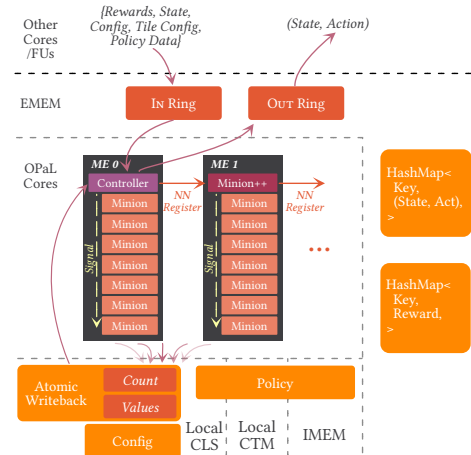 Other
Cores
/FUs
{Rewards, State,
Config, Tile Config,
Policy Data}
(State, Action)
EMEM
In Ring
Out Ring
OPaL
Cores
ME 0
Controller
Minion
Minion
Minion
Minion
Minion
Minion
Minion
Signal
NN
Register
ME 1
Minion++
Minion
Minion
Minion
Minion
Minion
Minion
Minion
Signal
NN
Register
...
HashMap<
Key,
(State, Act),
>
HashMap<
Key,
Reward,
>
Atomic
Writeback
Count
Values
Config
Policy
Local
CLS
Local
CTM
IMEM